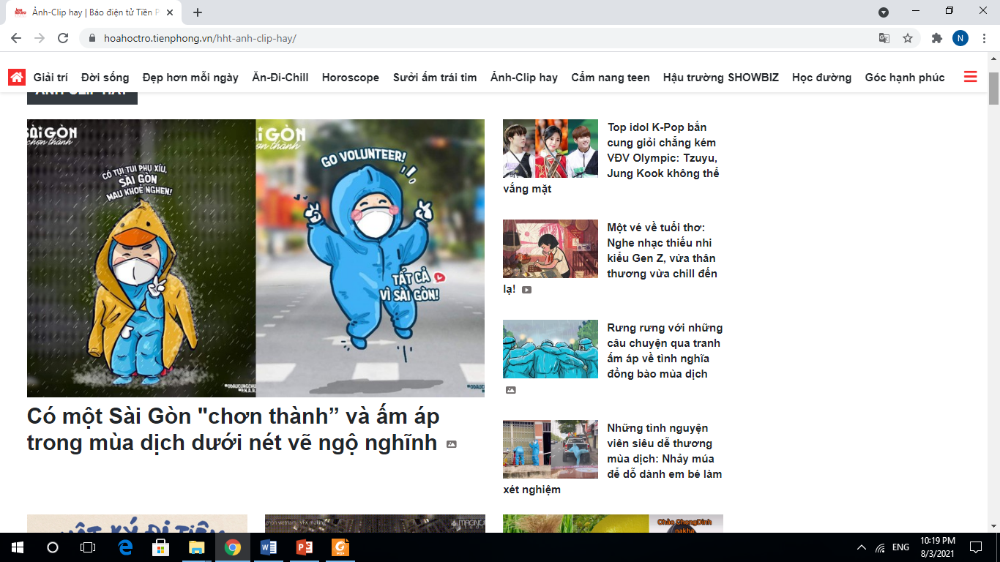 Ảnh-Clip hay | Báo điện tử Tiền P
hoahoctro.tienphong.vn/hht-anh-clip-hay/
N
Giải trí Đời sống Đẹp hơn mỗi ngày Ăn-Đi-Chill Horoscope Sưởi ấm trái tim Ảnh-Clip hay Cẩm nang teen Hậu trường SHOWBIZ Học đường Góc hạnh phúc
SÀI GÒN
chơn thành
CÓ TỤI TUI PHỤ XÍU,
SÀI GÒN
MAU KHOẺ NGHEN!
SÀI GÒN
chơn thành
GO VOLUNTEER!
TẤT CẢ
VÌ SÀI GÒN!
Có một Sài Gòn "chơn thành” và ấm áp
trong mùa dịch dưới nét vẽ ngộ nghĩnh
Top idol K-Pop bắn
cung giỏi chẳng kém
VĐV Olympic: Tzuyu,
Jung Kook không thể
vắng mặt
Một vé về tuổi thơ:
Nghe nhạc thiếu nhi
kiểu Gen Z, vừa thân
thương vừa chill đến
lạ!
Rưng rưng với những
câu chuyện qua tranh
ấm áp về tình nghĩa
đồng bào mùa dịch
Những tình nguyện
viên siêu dễ thương
mùa dịch: Nhảy múa
để dỗ dành em bé làm
xét nghiệm
ENG
10:19 PM
8/3/2021